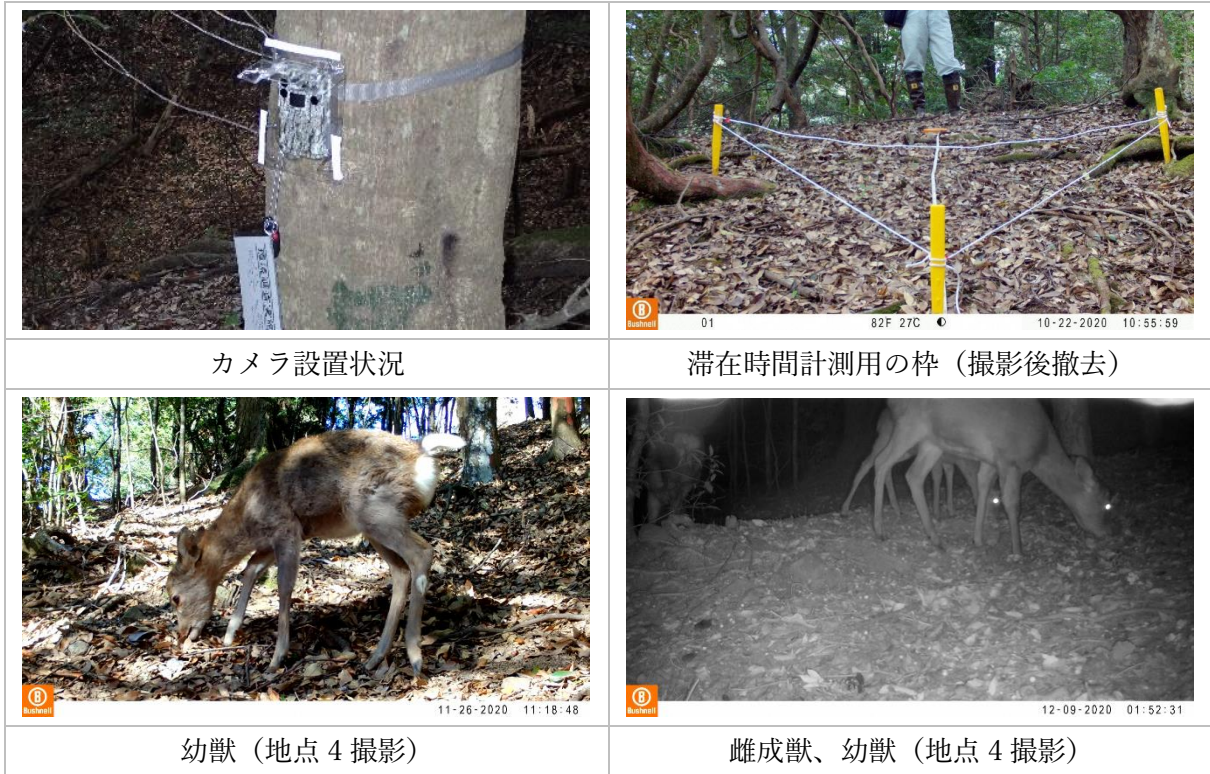 Bushnell
01 82F 27C 10-22-2020 10:55:59
カメラ設置状況
滞在時間計測用の枠（撮影後撤去）
Bushnell
11-26-2020 11:18:48
Bushnell
12-09-2020 01:52:31
幼獣（地点 4 撮影）
雌成獣、幼獣（地点 4 撮影）